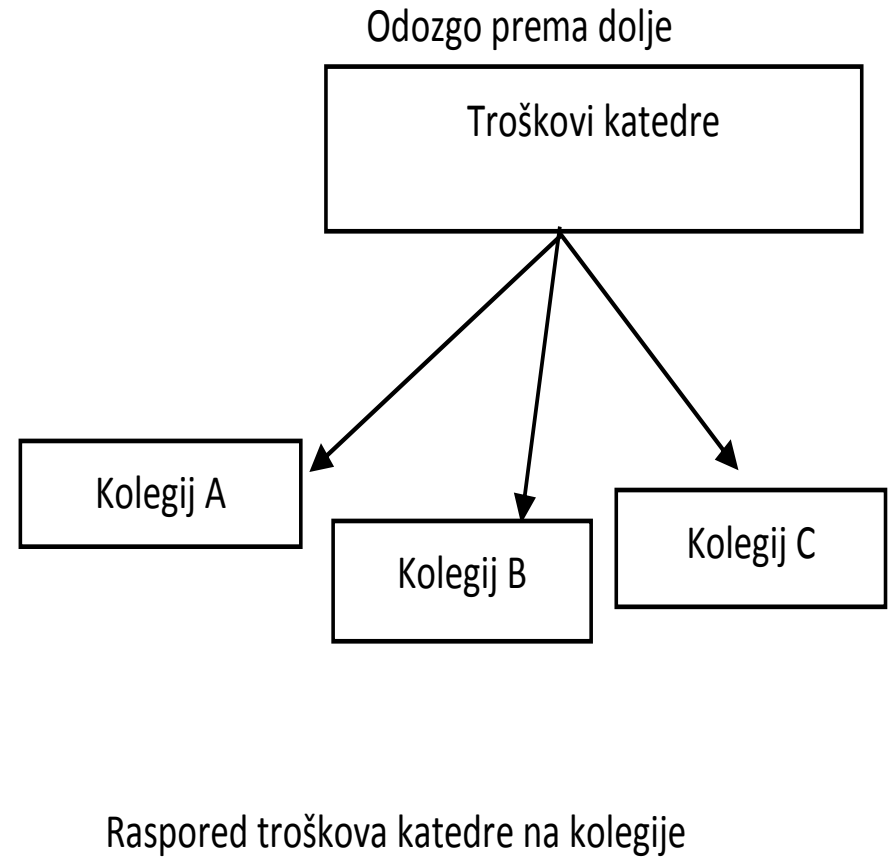 Odozgo prema dolje
Troškovi katedre
Kolegij A
Kolegij B
Kolegij C
Raspored troškova katedre na kolegije